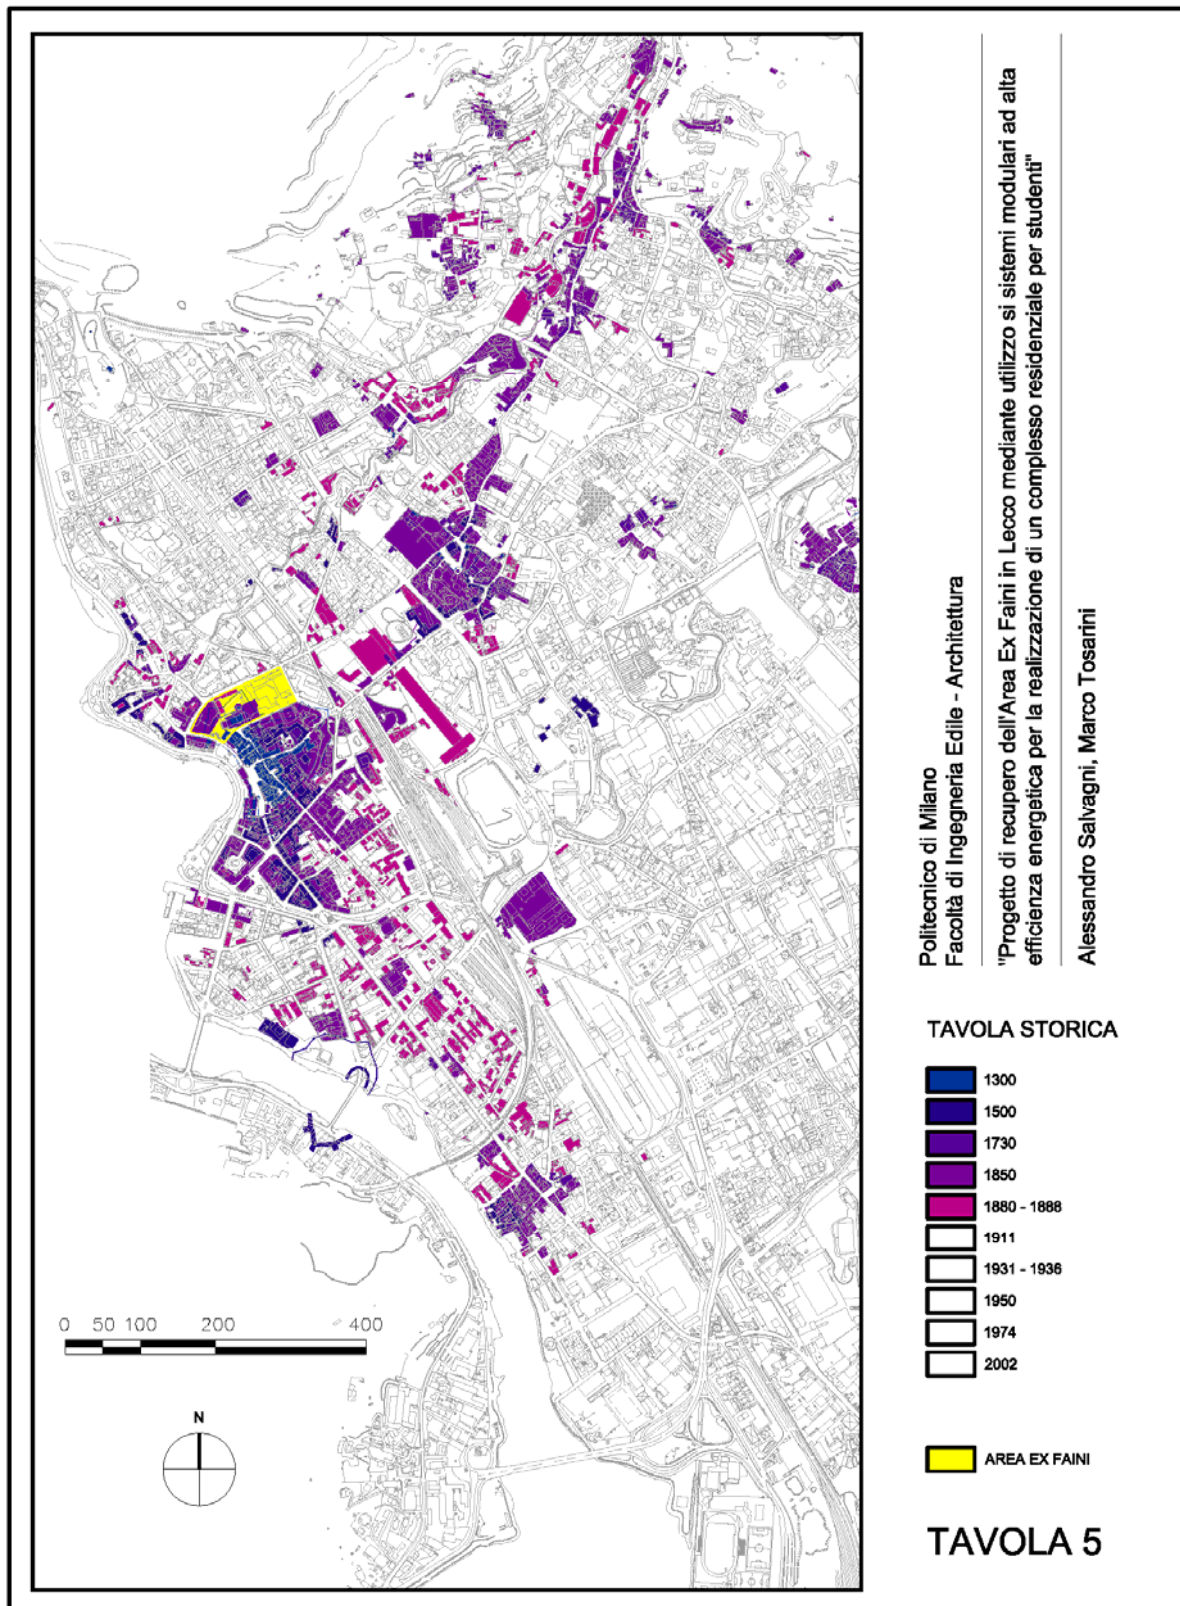 Politecnico di Milano
Facoltà di Ingegneria Edile - Architettura
"Progetto di recupero dell'Area Ex Faini in Lecco mediante utilizzo si sistemi modulari ad alta
efficienza energetica per la realizzazione di un complesso residenziale per studenti"
Alessandro Salvagni, Marco Tosarini
TAVOLA STORICA
1300
1500
1730
1850
1880 - 1888
1911
1931 - 1936
1950
1974
2002
AREA EX FAINI
TAVOLA 5
0 50 100 200 400
N